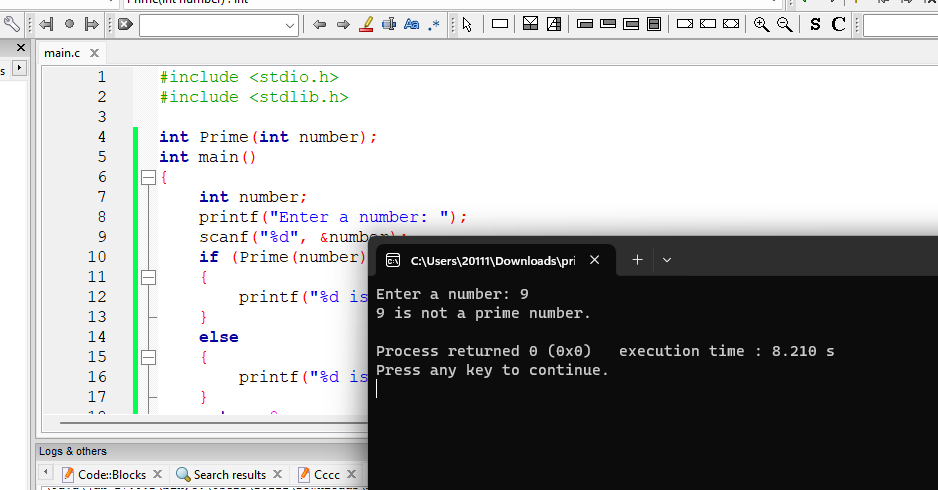 Prime(int number) : int
S C
main.c
1 #include <stdio.h>
2 #include <stdlib.h>
3
4 int Prime(int number);
5 int main()
6 {
7 int number;
8 printf("Enter a number: ");
9 scanf("%d", &number);
10 if (Prime(number)
11 {
12 printf("%d is
13 }
14 else
15 {
16 printf("%d is
17 }
18
C:\Users\20111\Downloads\pri
Enter a number: 9
9 is not a prime number.
Process returned 0 (0x0) execution time : 8.210 s
Press any key to continue.
Logs & others
Code::Blocks
Search results
Cccc